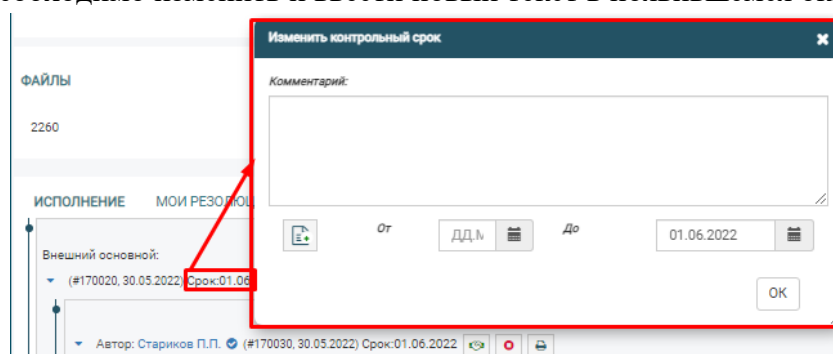 Изменить контрольный срок
ФАЙЛЫ
Комментарий:
2260
ИСПОЛНЕНИЕ МОИ РЕЗОЛЮЦ
От ДД.М До 01.06.2022
Внешний основной:
(#170020, 30.05.2022) Срок:01.06
ОК
Автор: Стариков П.П. (#170030, 30.05.2022) Срок:01.06.2022